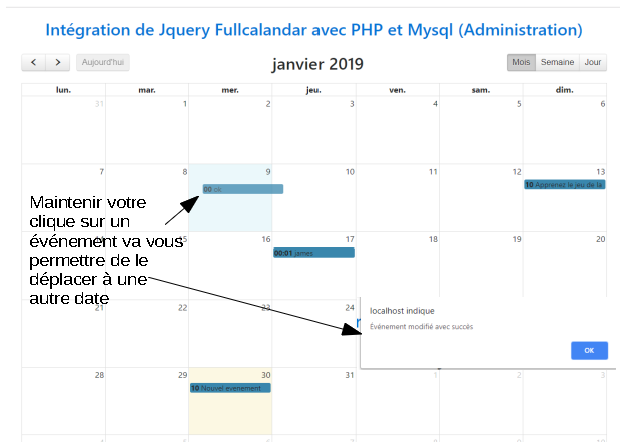 Intégration de Jquery Fullcalandar avec PHP et Mysql (Administration)
Aujourd'hui
janvier 2019
Mois Semaine Jour
lun. mar. mer. jeu. ven. sam. dim.
31 1 2 3 4 5 6
7 8 9 10 11 12 13
00 ok
10 Apprenez le jeu de la
Maintenir votre
clique sur un
événement va vous
permettre de le
déplacer à une
autre date
15 16 17 18 19 20
00:01 james
21 22 23 24
localhost indique
Événement modifié avec succès
OK
28 29 30 31 1 2 3
10 Nouvel evenement